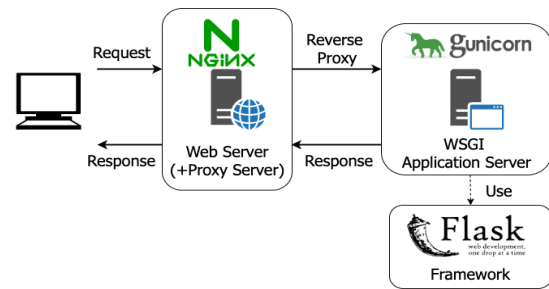 Request
NGiNX
Reverse
Proxy
gunicorn
Response
Web Server
(+Proxy Server)
Response
WSGI
Application Server
Use
Flask
web development,
one drop at a time
Framework